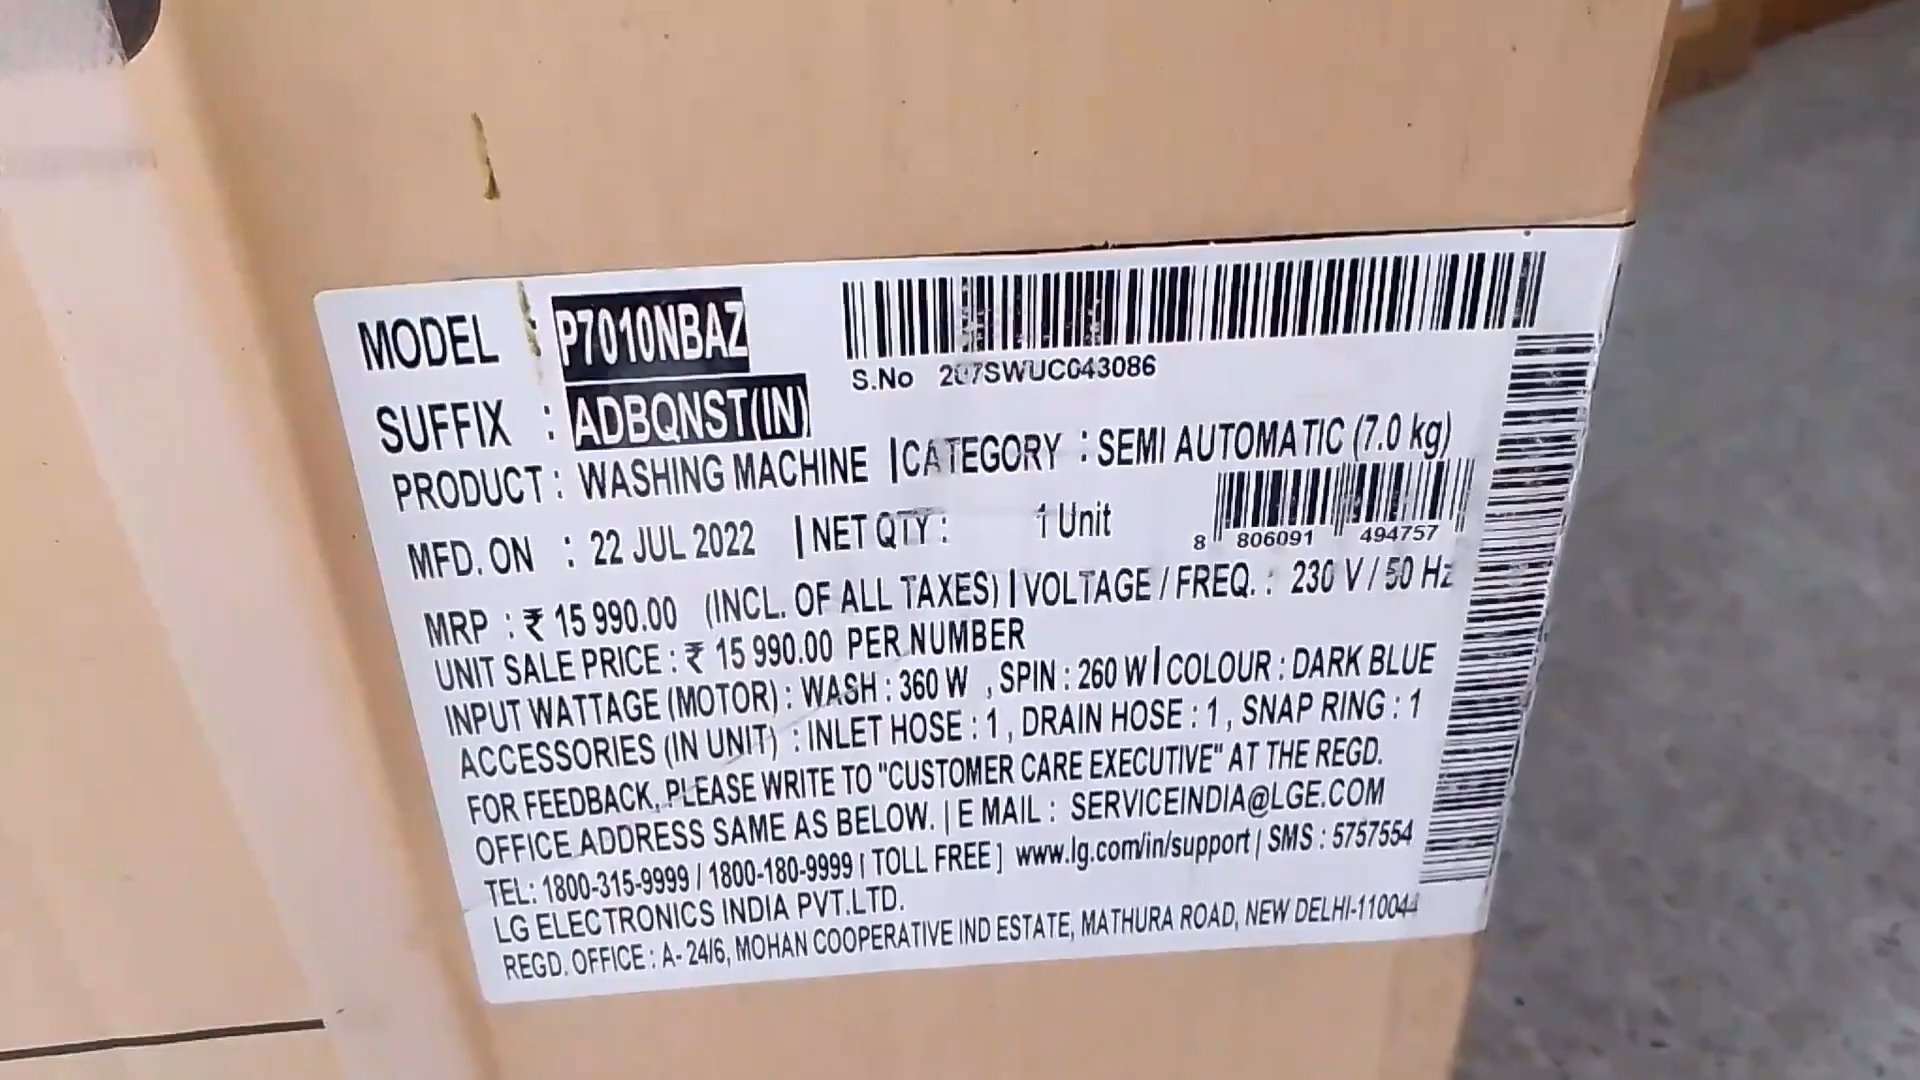 MODEL : P7010NBAZ
S.No 207SWUC043086
SUFFIX : ADBQNST(IN)
PRODUCT : WASHING MACHINE | CATEGORY : SEMI AUTOMATIC (7.0 kg)
MFD. ON : 22 JUL 2022 | NET QTY : 1 Unit
8 806091 494757
MRP : ₹ 15 990.00 (INCL. OF ALL TAXES) | VOLTAGE / FREQ. : 230 V / 50 Hz
UNIT SALE PRICE : ₹ 15 990.00 PER NUMBER
INPUT WATTAGE (MOTOR) : WASH : 360 W , SPIN : 260 W | COLOUR : DARK BLUE
ACCESSORIES (IN UNIT) : INLET HOSE : 1 , DRAIN HOSE : 1 , SNAP RING : 1
FOR FEEDBACK, PLEASE WRITE TO "CUSTOMER CARE EXECUTIVE" AT THE REGD.
OFFICE ADDRESS SAME AS BELOW. | E MAIL : SERVICEINDIA@LGE.COM
TEL: 1800-315-9999 / 1800-180-9999 [ TOLL FREE ] www.lg.com/in/support | SMS : 5757554
LG ELECTRONICS INDIA PVT.LTD.
REGD. OFFICE : A- 24/6, MOHAN COOPERATIVE IND ESTATE, MATHURA ROAD, NEW DELHI-110044